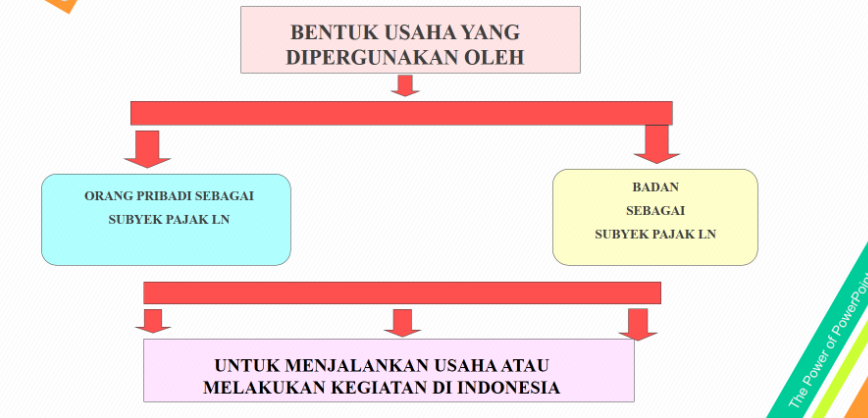 BENTUK USAHA YANG
DIPERGUNAKAN OLEH
ORANG PRIBADI SEBAGAI
SUBYEK PAJAK LN
BADAN
SEBAGAI
SUBYEK PAJAK LN
UNTUK MENJALANKAN USAHA ATAU
MELAKUKAN KEGIATAN DI INDONESIA
The Power of PowerPoint